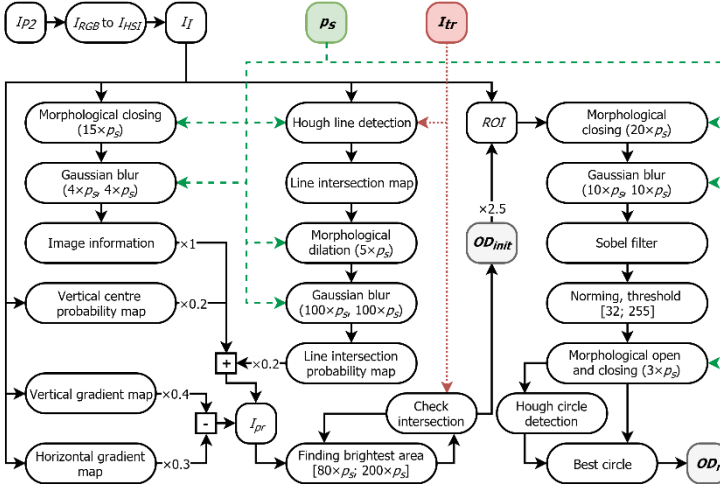 I_P2
I_RGB to I_HSI
I_I
p_s
I_tr
Morphological closing
(15×p_s)
Gaussian blur
(4×p_s, 4×p_s)
Image information
×1
Vertical centre
probability map
×0.2
Vertical gradient map
×0.4
Horizontal gradient
map
×0.3
+
-
I_pr
Hough line detection
Line intersection map
Morphological
dilation (5×p_s)
Gaussian blur
(100×p_s, 100×p_s)
Line intersection
probability map
×0.2
Check
intersection
Finding brightest area
[80×p_s; 200×p_s]
ROI
×2.5
OD_init
Morphological
closing (20×p_s)
Gaussian blur
(10×p_s, 10×p_s)
Sobel filter
Norming, threshold
[32; 255]
Morphological open
and closing (3×p_s)
Hough circle
detection
Best circle